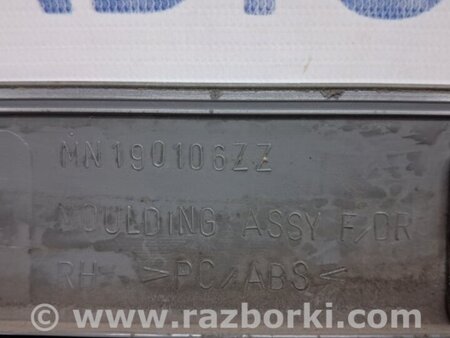 MN190106ZZ
MOULDING ASSY F/DR
RH >PC/ABS<
© www.razborki.com